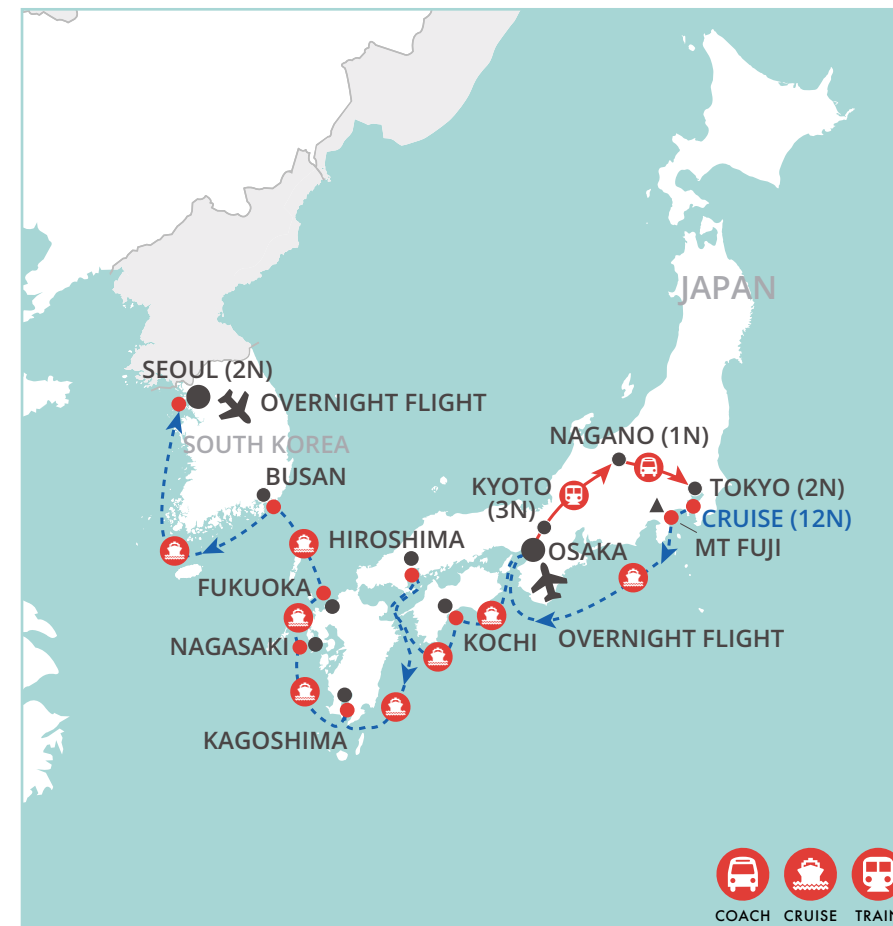 JAPAN
SEOUL (2N)
OVERNIGHT FLIGHT
SOUTH KOREA
BUSAN
NAGANO (1N)
KYOTO
(3N)
TOKYO (2N)
CRUISE (12N)
MT FUJI
HIROSHIMA
OSAKA
FUKUOKA
NAGASAKI
KOCHI
OVERNIGHT FLIGHT
KAGOSHIMA
COACH
CRUISE
TRAIN